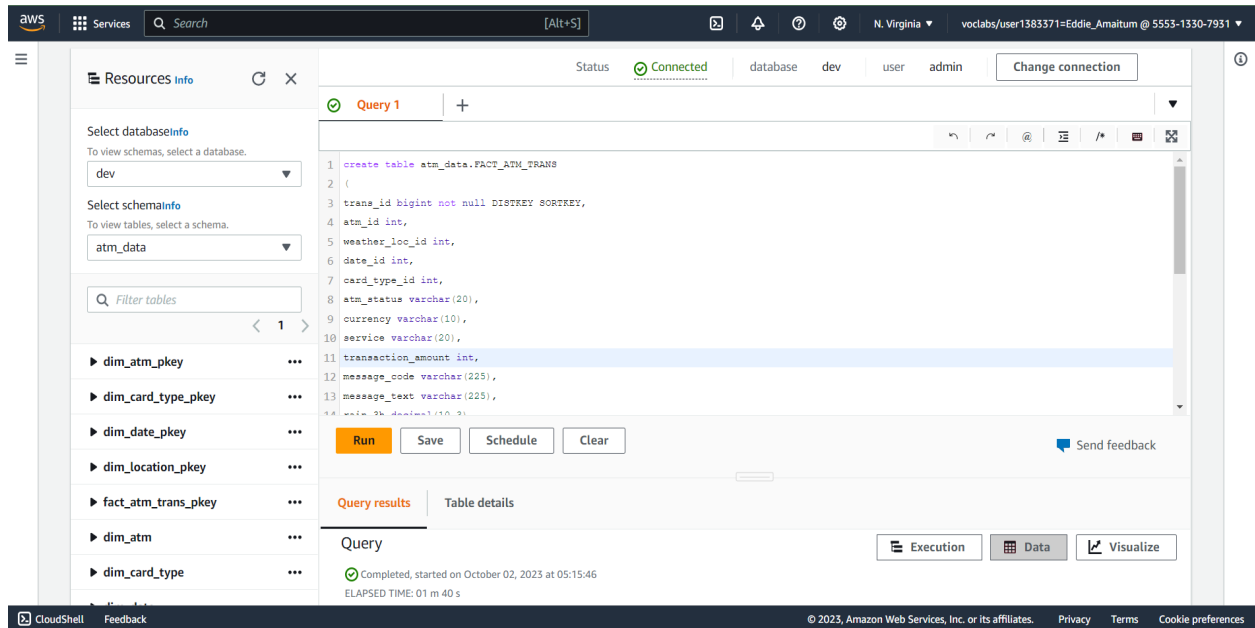 aws Services Search [Alt+S] N. Virginia ▼ voclabs/user1383371=Eddie_Amaitum @ 5553-1330-7931 ▼
Resources Info
Status Connected database dev user admin Change connection
Query 1 +
Select database Info
To view schemas, select a database.
dev
Select schema Info
To view tables, select a schema.
atm_data
Filter tables
1
dim_atm_pkey
dim_card_type_pkey
dim_date_pkey
dim_location_pkey
fact_atm_trans_pkey
dim_atm
dim_card_type
1 create table atm_data.FACT_ATM_TRANS
2 (
3 trans_id bigint not null DISTKEY SORTKEY,
4 atm_id int,
5 weather_loc_id int,
6 date_id int,
7 card_type_id int,
8 atm_status varchar(20),
9 currency varchar(10),
10 service varchar(20),
11 transaction_amount int,
12 message_code varchar(225),
13 message_text varchar(225),
14 rain_3h decimal(10,3)
Run Save Schedule Clear
Send feedback
Query results Table details
Query
Execution Data Visualize
Completed, started on October 02, 2023 at 05:15:46
ELAPSED TIME: 01 m 40 s
CloudShell Feedback © 2023, Amazon Web Services, Inc. or its affiliates. Privacy Terms Cookie preferences